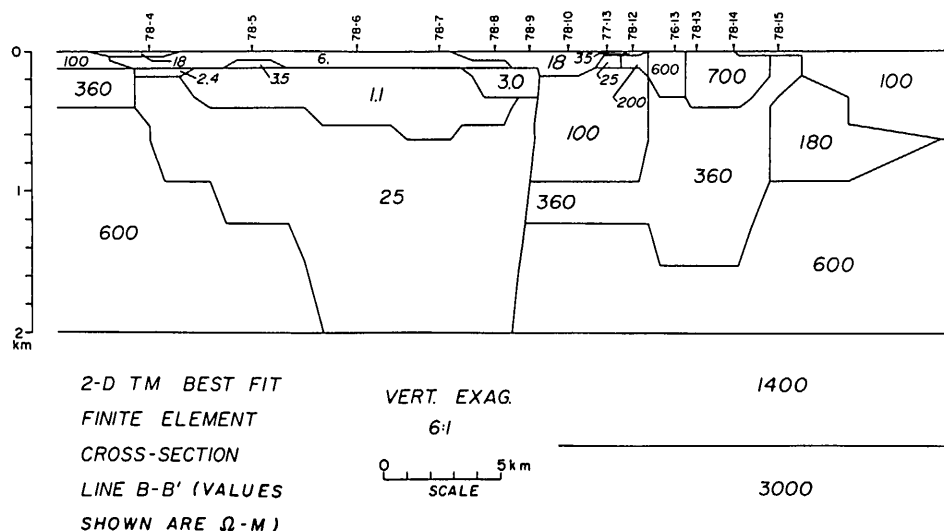 78-4 78-5 78-6 78-7 78-8 78-9 78-10 77-13 78-12 76-13 78-13 78-14 78-15
0
100 18 6. 18 35 600 700 100
360 2.4 35 1.1 3.0 25
200
100 180
360
1 25 360
600 600
2
km
2-D TM BEST FIT
FINITE ELEMENT
CROSS-SECTION
LINE B-B' (VALUES
SHOWN ARE Ω-M)
VERT. EXAG.
6:1
0 5 km
SCALE
1400
3000